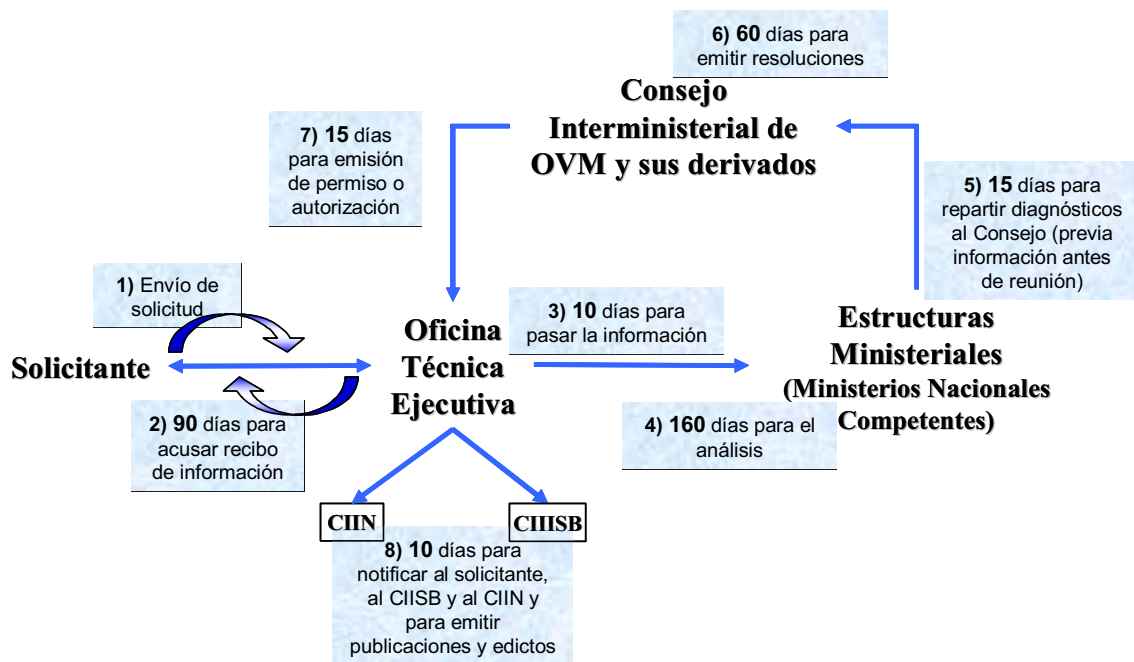 6) 60 días para
emitir resoluciones
Consejo
Interministerial de
OVM y sus derivados
7) 15 días
para emisión
de permiso o
autorización
5) 15 días para
repartir diagnósticos
al Consejo (previa
información antes
de reunión)
1) Envío de
solicitud
3) 10 días para
pasar la información
Solicitante
Oficina
Técnica
Ejecutiva
Estructuras
Ministeriales
(Ministerios Nacionales
Competentes)
2) 90 días para
acusar recibo
de información
4) 160 días para el
análisis
CIIN
CIIISB
8) 10 días para
notificar al solicitante,
al CIISB y al CIIN y
para emitir
publicaciones y edictos